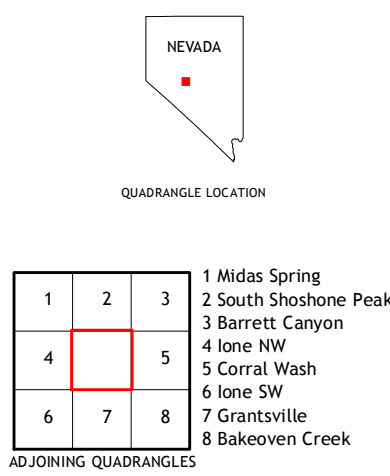 NEVADA
QUADRANGLE LOCATION
1 2 3
4 5
6 7 8
1 Midas Spring
2 South Shoshone Peak
3 Barrett Canyon
4 Ione NW
5 Corral Wash
6 Ione SW
7 Grantsville
8 Bakeoven Creek
ADJOINING QUADRANGLES